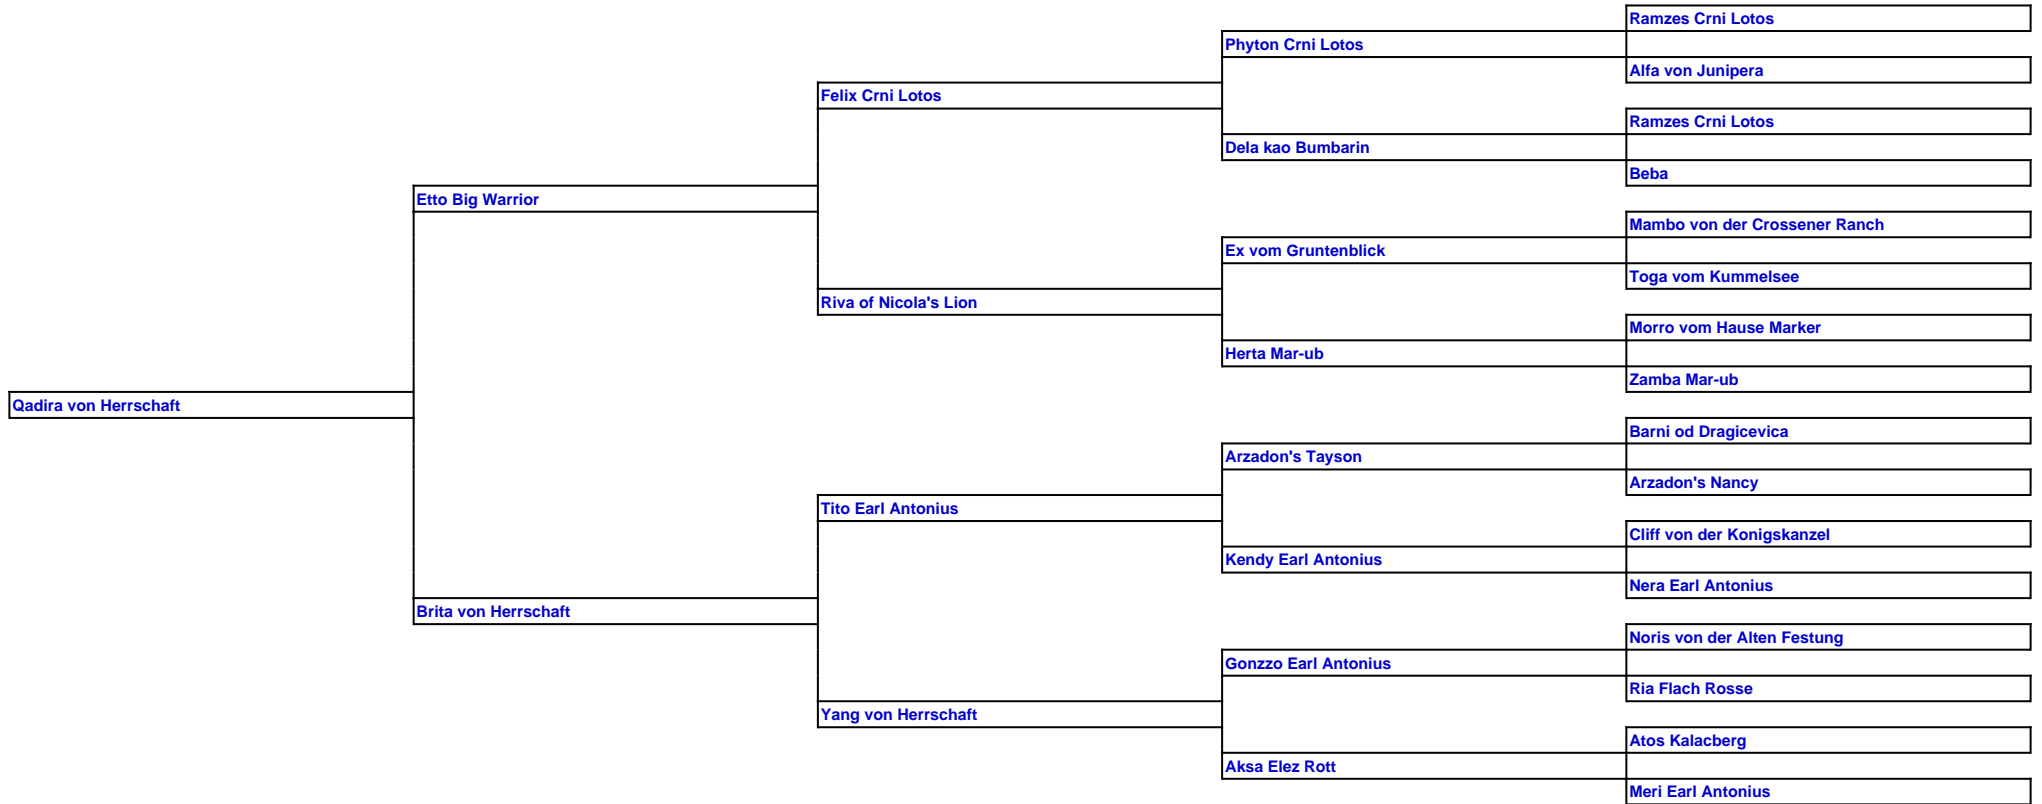 Ramzes Crni Lotos
Phyton Crni Lotos
Alfa von Junipera
Felix Crni Lotos
Ramzes Crni Lotos
Dela kao Bumbarin
Beba
Etto Big Warrior
Mambo von der Crossener Ranch
Ex vom Gruntenblick
Toga vom Kummelsee
Riva of Nicola's Lion
Morro vom Hause Marker
Herta Mar-ub
Zamba Mar-ub
Qadira von Herrschaft
Barni od Dragicevica
Arzadon's Tayson
Arzadon's Nancy
Tito Earl Antonius
Cliff von der Konigskanzel
Kendy Earl Antonius
Nera Earl Antonius
Brita von Herrschaft
Noris von der Alten Festung
Gonzzo Earl Antonius
Ria Flach Rosse
Yang von Herrschaft
Atos Kalacberg
Aksa Elez Rott
Meri Earl Antonius